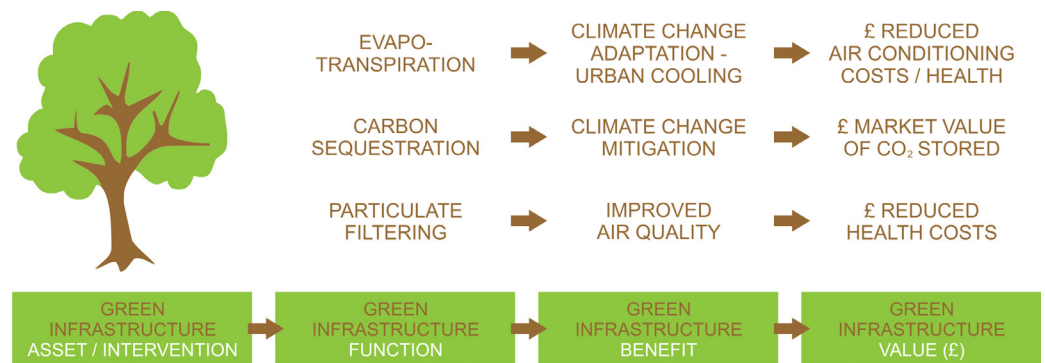 EVAPO-
TRANSPIRATION
CLIMATE CHANGE
ADAPTATION -
URBAN COOLING
£ REDUCED
AIR CONDITIONING
COSTS / HEALTH
CARBON
SEQUESTRATION
CLIMATE CHANGE
MITIGATION
£ MARKET VALUE
OF CO₂ STORED
PARTICULATE
FILTERING
IMPROVED
AIR QUALITY
£ REDUCED
HEALTH COSTS
GREEN
INFRASTRUCTURE
ASSET / INTERVENTION
GREEN
INFRASTRUCTURE
FUNCTION
GREEN
INFRASTRUCTURE
BENEFIT
GREEN
INFRASTRUCTURE
VALUE (£)